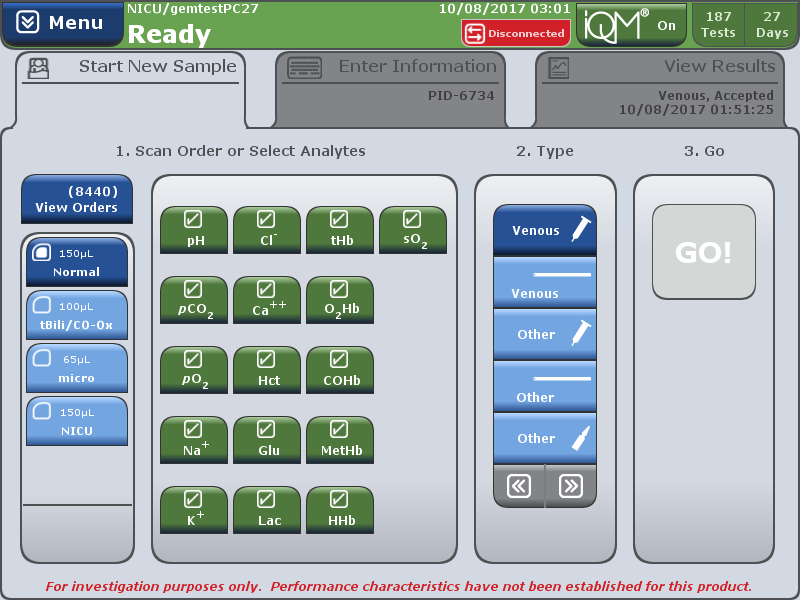 NICU/gemtestPC27
10/08/2017 03:01
Menu
Ready
Disconnected
iQM® On
187 Tests
27 Days
Start New Sample
Enter Information
PID-6734
View Results
Venous, Accepted
10/08/2017 01:51:25
1. Scan Order or Select Analytes
2. Type
3. Go
(8440)
View Orders
150µL
Normal
100µL
tBili/CO-Ox
65µL
micro
150µL
NICU
pH
Cl⁻
tHb
sO₂
pCO₂
Ca⁺⁺
O₂Hb
pO₂
Hct
COHb
Na⁺
Glu
MetHb
K⁺
Lac
HHb
Venous
Venous
Other
Other
Other
GO!
For investigation purposes only. Performance characteristics have not been established for this product.